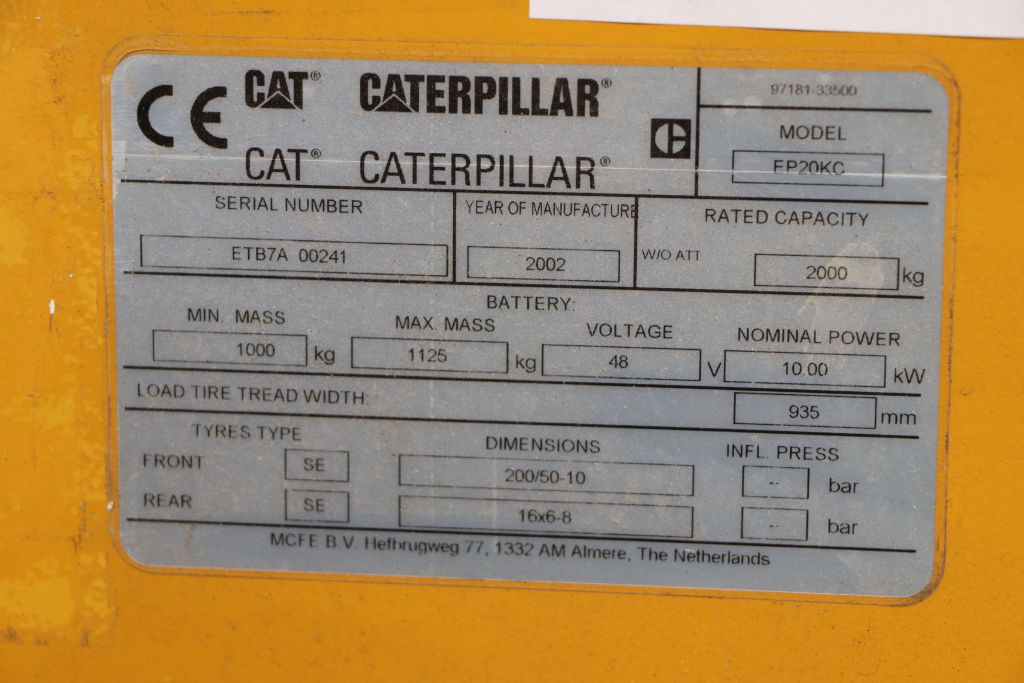 CE CAT® CATERPILLAR®
CAT® CATERPILLAR®
97181-33500
MODEL
EP20KC
SERIAL NUMBER
ETB7A 00241
YEAR OF MANUFACTURE
2002
RATED CAPACITY
W/O ATT 2000 kg
BATTERY:
MIN. MASS MAX. MASS VOLTAGE NOMINAL POWER
1000 kg 1125 kg 48 V 10.00 kW
LOAD TIRE TREAD WIDTH: 935 mm
TYRES TYPE DIMENSIONS INFL. PRESS
FRONT SE 200/50-10 -- bar
REAR SE 16x6-8 -- bar
MCFE B.V. Hefbrugweg 77, 1332 AM Almere, The Netherlands